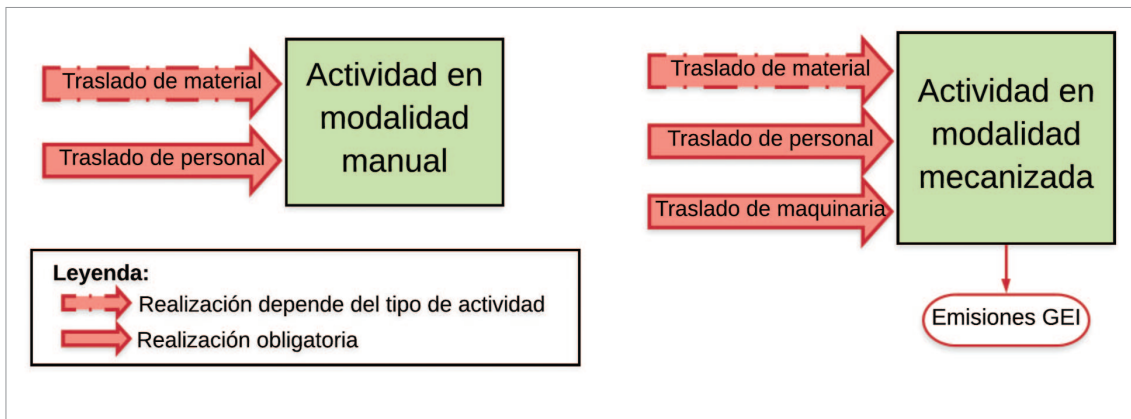 Traslado de material
Traslado de personal
Actividad en
modalidad
manual
Traslado de material
Traslado de personal
Traslado de maquinaria
Actividad en
modalidad
mecanizada
Emisiones GEI
Leyenda:
Realización depende del tipo de actividad
Realización obligatoria